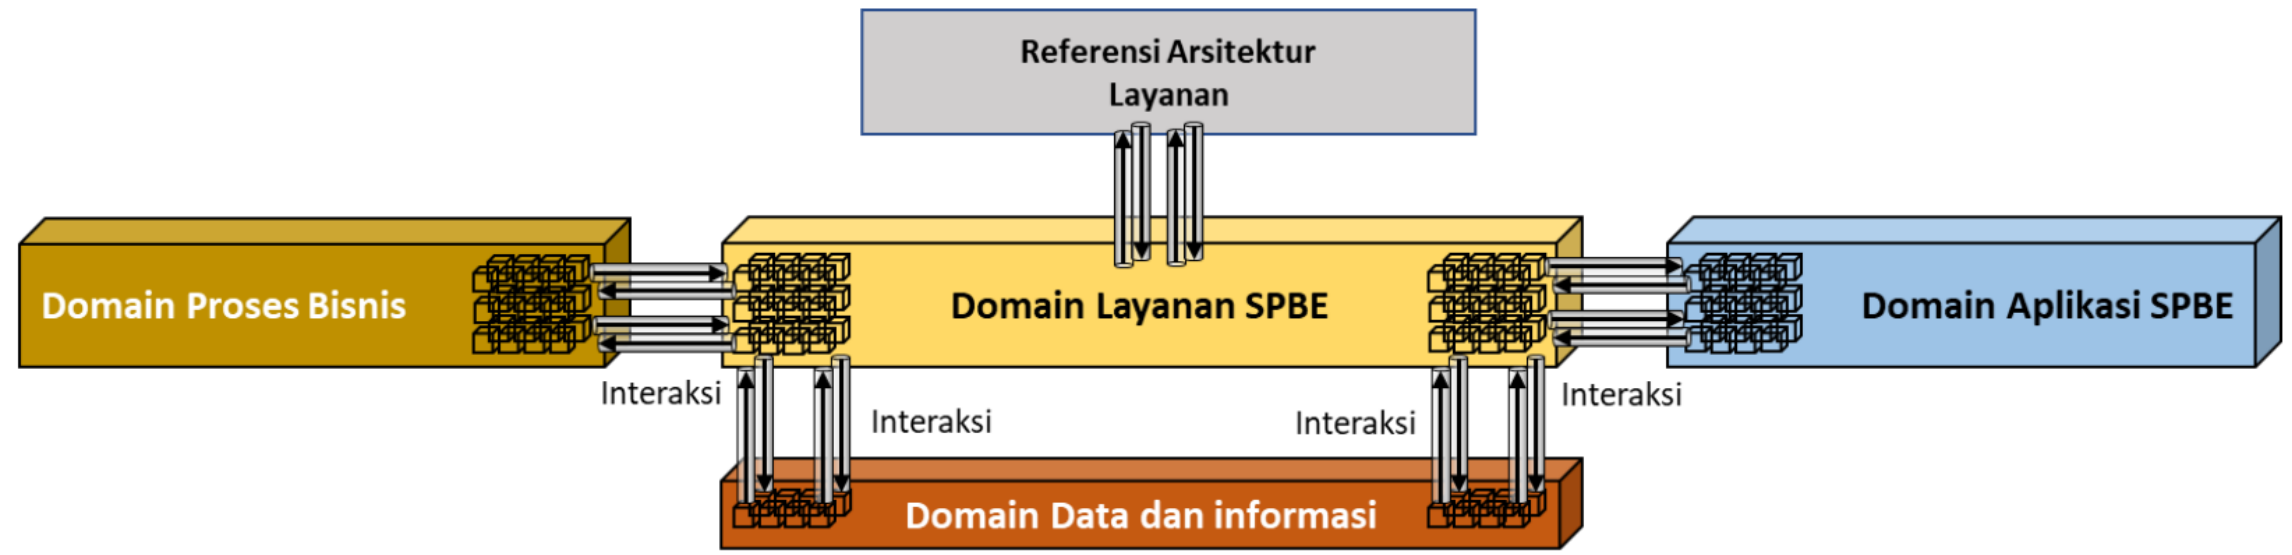 Referensi Arsitektur
Layanan
Domain Proses Bisnis
Domain Layanan SPBE
Domain Aplikasi SPBE
Interaksi
Interaksi
Interaksi
Interaksi
Domain Data dan informasi